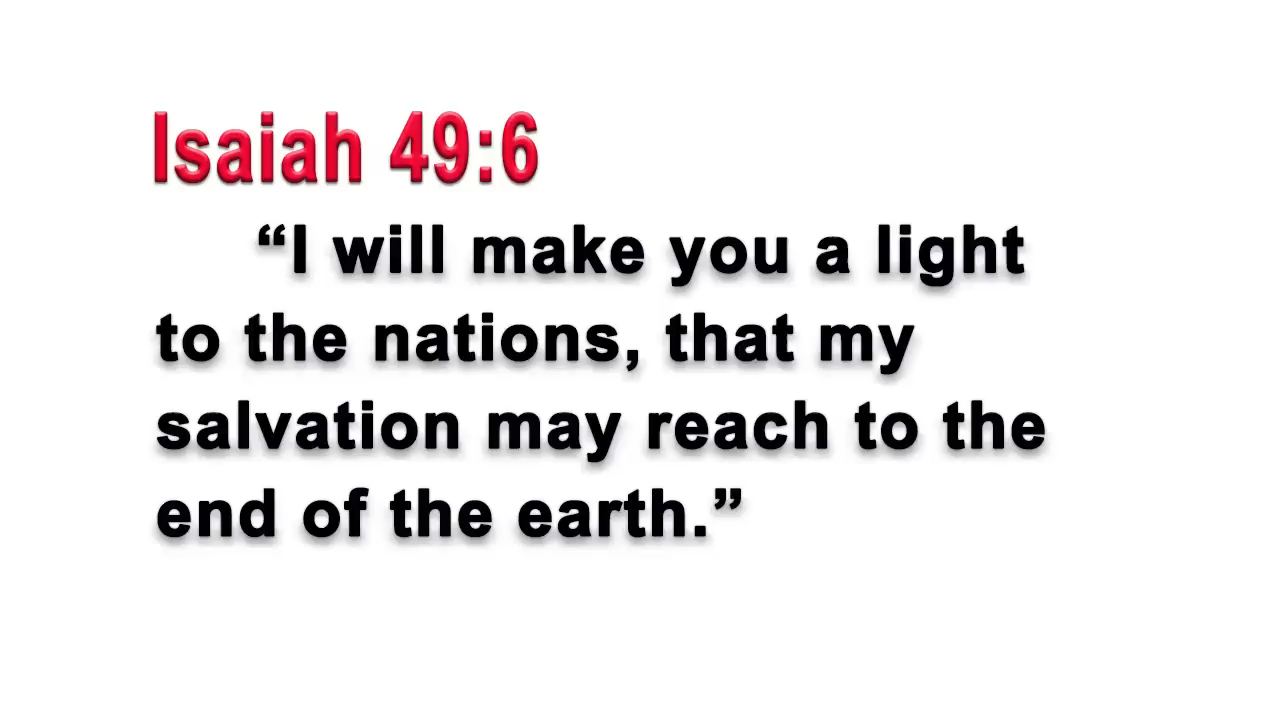 Isaiah 49:6
“I will make you a light
to the nations, that my
salvation may reach to the
end of the earth.”